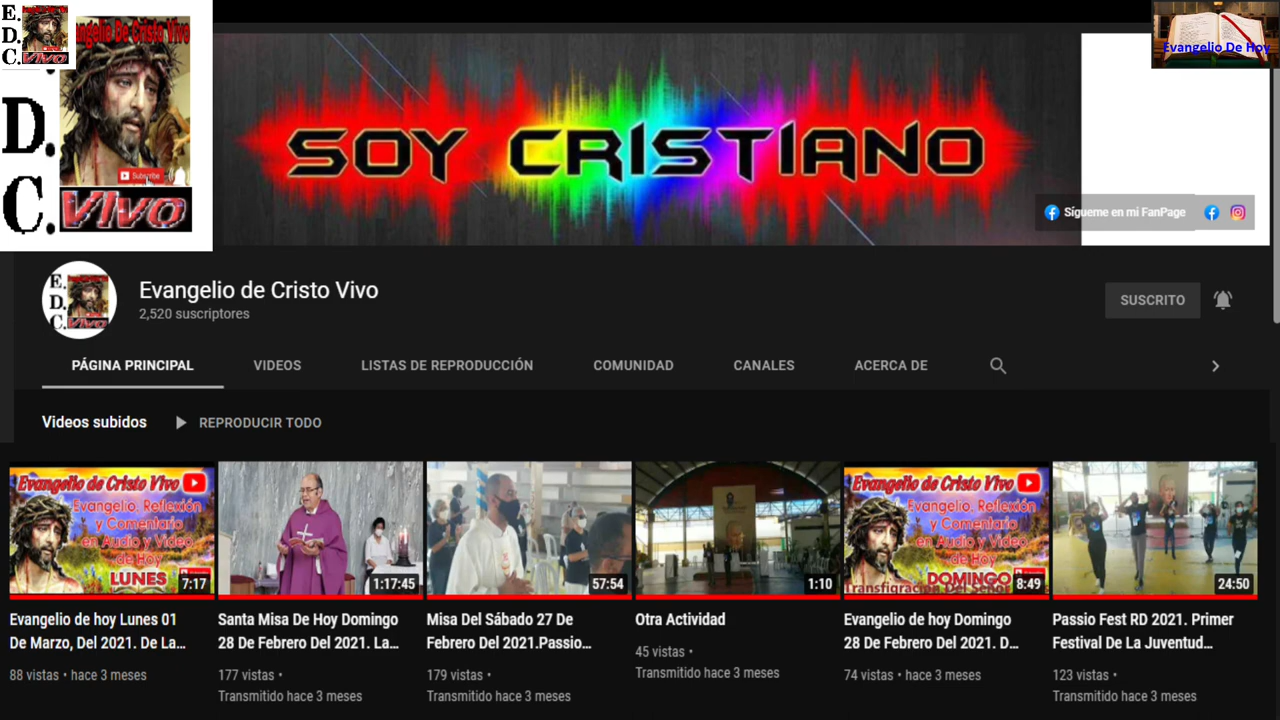 E.
D.
C.
Evangelio De Cristo Vivo
Vivo
D.
C.
Subscribe
Vivo
SOY CRISTIANO
Evangelio De Hoy
Sígueme en mi FanPage
E.
D.
C.
Vivo
Evangelio de Cristo Vivo
2,520 suscriptores
SUSCRITO
PÁGINA PRINCIPAL
VIDEOS
LISTAS DE REPRODUCCIÓN
COMUNIDAD
CANALES
ACERCA DE
Videos subidos
REPRODUCIR TODO
Evangelio de Cristo Vivo
Evangelio, Reflexión
y Comentario
en Audio y Video
de Hoy
LUNES
7:17
Evangelio de hoy Lunes 01
De Marzo, Del 2021. De La...
88 vistas • hace 3 meses
1:17:45
Santa Misa De Hoy Domingo
28 De Febrero Del 2021. La...
177 vistas •
Transmitido hace 3 meses
57:54
Misa Del Sábado 27 De
Febrero Del 2021.Passio...
179 vistas •
Transmitido hace 3 meses
1:10
Otra Actividad
45 vistas •
Transmitido hace 3 meses
Evangelio de Cristo Vivo
Evangelio, Reflexión
y Comentario
en Audio y Video
de Hoy
DOMINGO
Transfigración Del Señor
8:49
Evangelio de hoy Domingo
28 De Febrero Del 2021. D...
74 vistas • hace 3 meses
24:50
Passio Fest RD 2021. Primer
Festival De La Juventud...
123 vistas •
Transmitido hace 3 meses